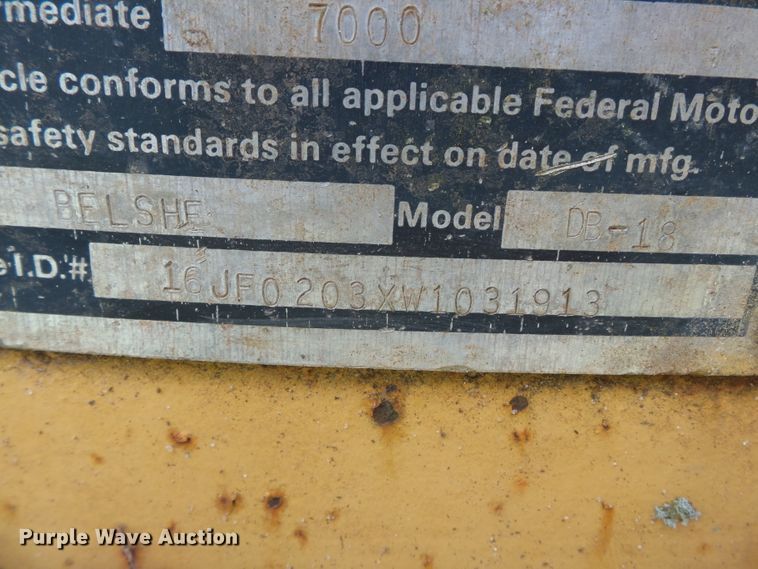 rmediate 7000
cle conforms to all applicable Federal Moto
safety standards in effect on date of mfg.
BELSHE Model DB-18
e I.D.# 16JF0203XW1031913
Purple Wave Auction®